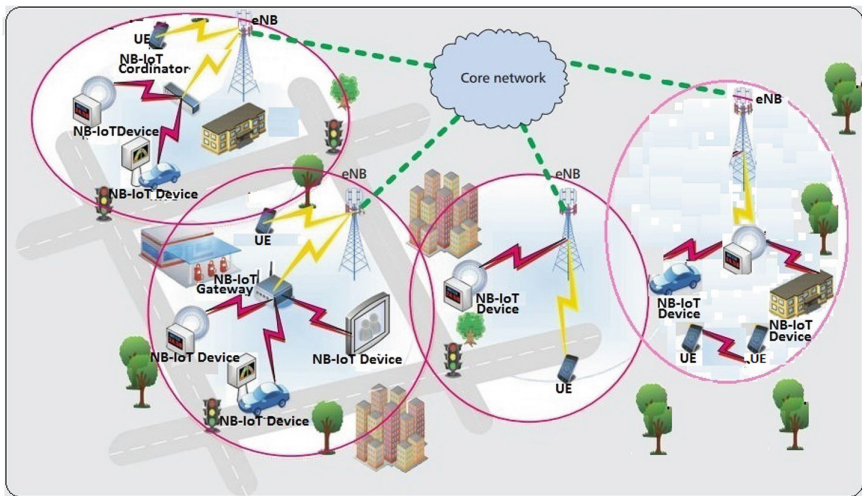 eNB
UE
NB-IoT
Cordinator
NB-IoTDevice
NB-IoT Device
Core network
eNB
eNB
UE
NB-IoT
Gateway
NB-IoT Device
NB-IoT Device
NB-IoT Device
eNB
NB-IoT
Device
UE
eNB
NB-IoT
Device
NB-IoT
Device
UE
UE